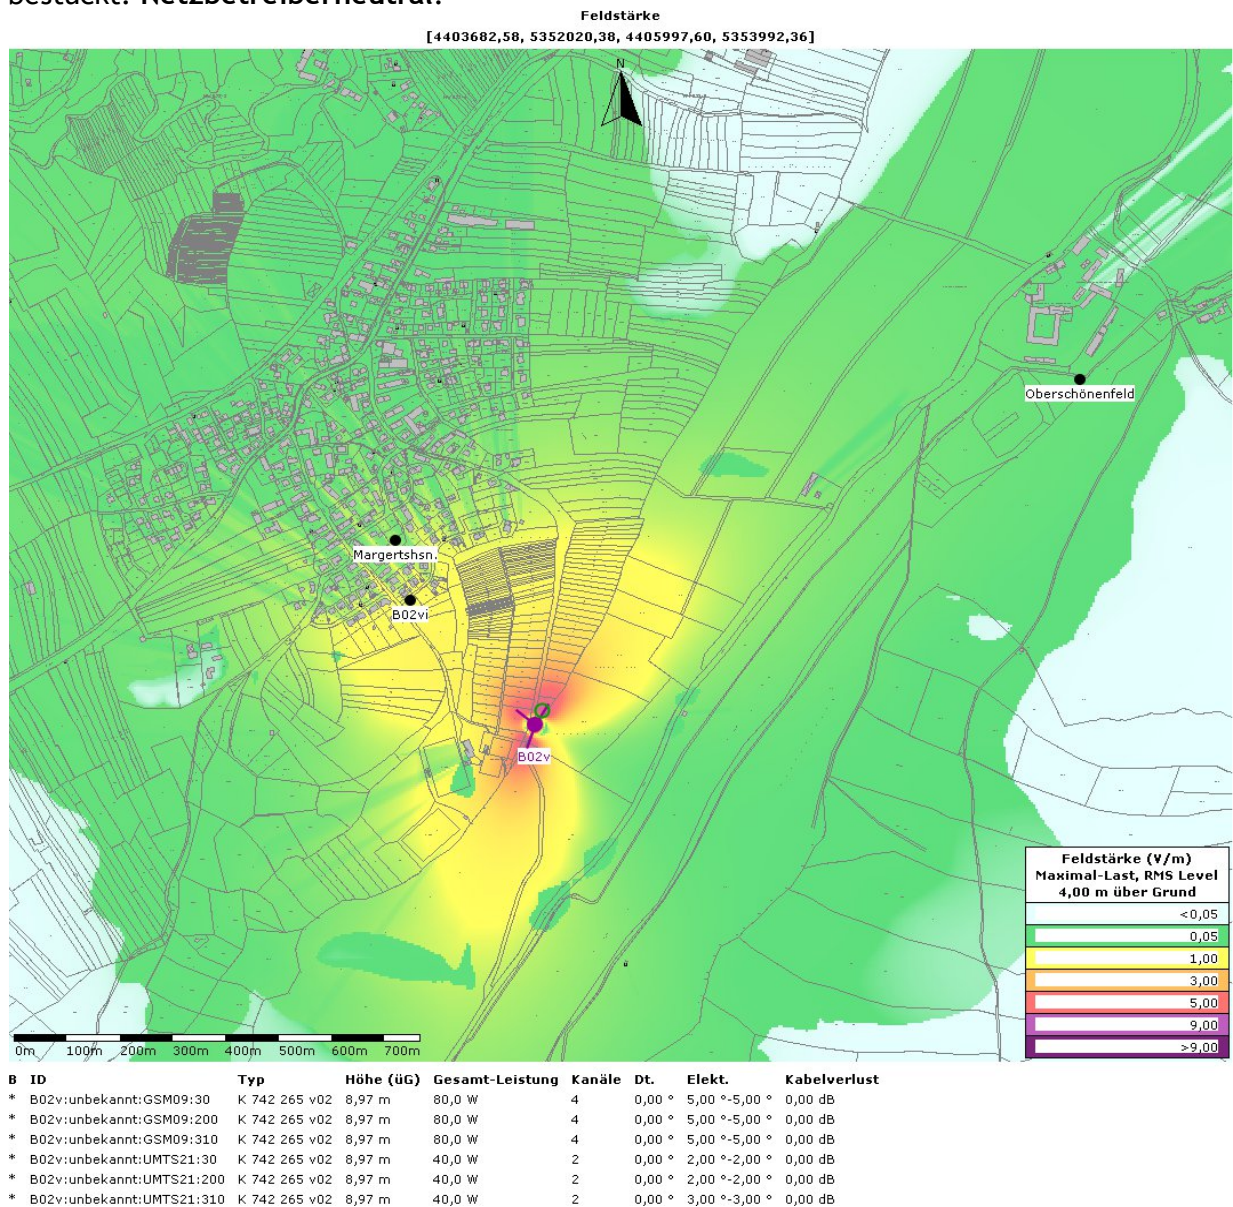 bestückt. Netzbetreiberneutral.
Feldstärke
[4403682,58, 5352020,38, 4405997,60, 5353992,36]
N
Oberschönenfeld
Margertshsn.
B02vi
B02v
Feldstärke (V/m)
Maximal-Last, RMS Level
4,00 m über Grund
<0,05
0,05
1,00
3,00
5,00
9,00
>9,00
0m 100m 200m 300m 400m 500m 600m 700m
B ID Typ Höhe (üG) Gesamt-Leistung Kanäle Dt. Elekt. Kabelverlust
* B02v:unbekannt:GSM09:30 K 742 265 v02 8,97 m 80,0 W 4 0,00 ° 5,00 °-5,00 ° 0,00 dB
* B02v:unbekannt:GSM09:200 K 742 265 v02 8,97 m 80,0 W 4 0,00 ° 5,00 °-5,00 ° 0,00 dB
* B02v:unbekannt:GSM09:310 K 742 265 v02 8,97 m 80,0 W 4 0,00 ° 5,00 °-5,00 ° 0,00 dB
* B02v:unbekannt:UMTS21:30 K 742 265 v02 8,97 m 40,0 W 2 0,00 ° 2,00 °-2,00 ° 0,00 dB
* B02v:unbekannt:UMTS21:200 K 742 265 v02 8,97 m 40,0 W 2 0,00 ° 2,00 °-2,00 ° 0,00 dB
* B02v:unbekannt:UMTS21:310 K 742 265 v02 8,97 m 40,0 W 2 0,00 ° 3,00 °-3,00 ° 0,00 dB